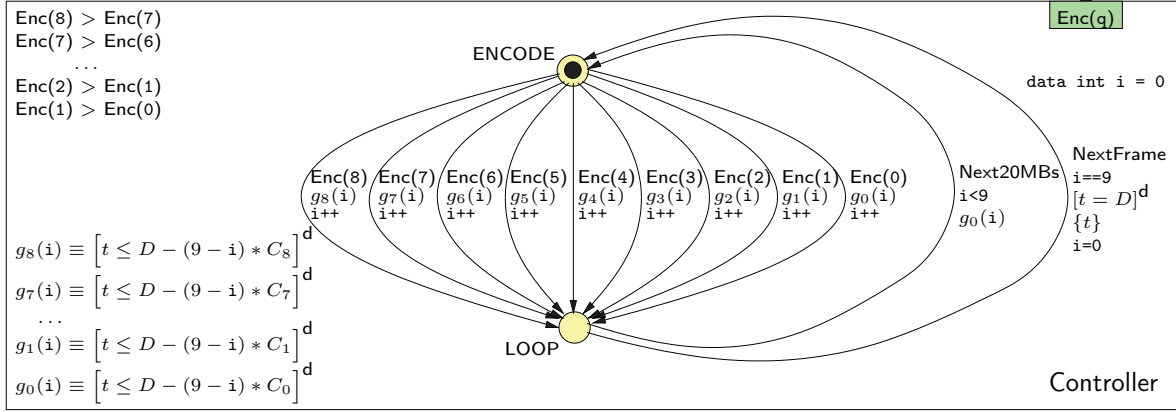 Enc(8) > Enc(7)
Enc(7) > Enc(6)
...
Enc(2) > Enc(1)
Enc(1) > Enc(0)
Enc(q)
data int i = 0
ENCODE
Enc(8)
g₈(i)
i++
Enc(7)
g₇(i)
i++
Enc(6)
g₆(i)
i++
Enc(5)
g₅(i)
i++
Enc(4)
g₄(i)
i++
Enc(3)
g₃(i)
i++
Enc(2)
g₂(i)
i++
Enc(1)
g₁(i)
i++
Enc(0)
g₀(i)
i++
Next20MBs
i<9
g₀(i)
NextFrame
i==9
[t = D]ᵈ
{t}
i=0
g₈(i) ≡ [t ≤ D − (9 − i) ∗ C₈]ᵈ
g₇(i) ≡ [t ≤ D − (9 − i) ∗ C₇]ᵈ
...
g₁(i) ≡ [t ≤ D − (9 − i) ∗ C₁]ᵈ
g₀(i) ≡ [t ≤ D − (9 − i) ∗ C₀]ᵈ
LOOP
Controller